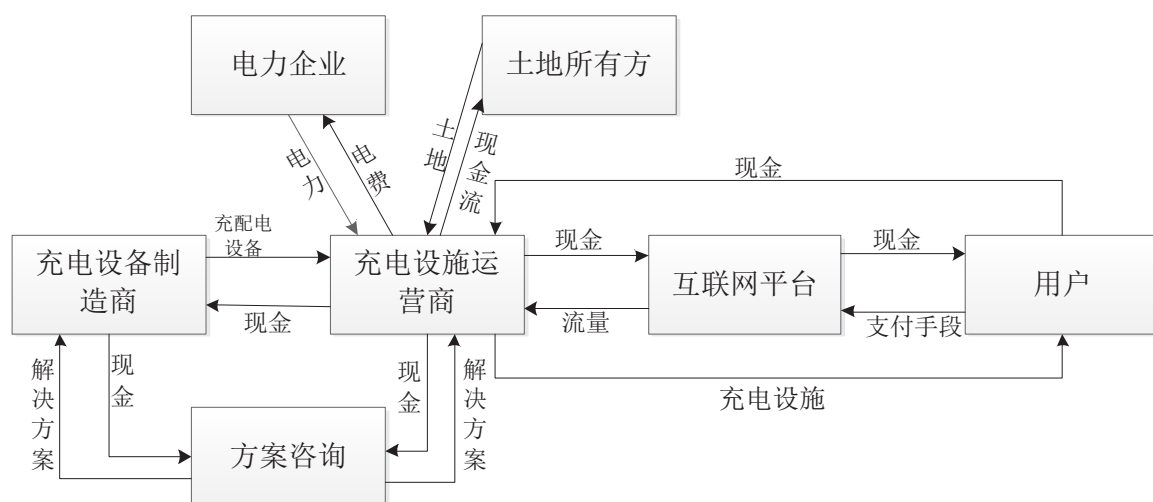 电力企业
土地所有方
电力
电费
土地
现金流
现金
充配电
设备
充电设备制
造商
充电设施运
营商
现金
互联网平台
现金
用户
现金
流量
支付手段
解决方案
现金
现金
解决方案
充电设施
方案咨询